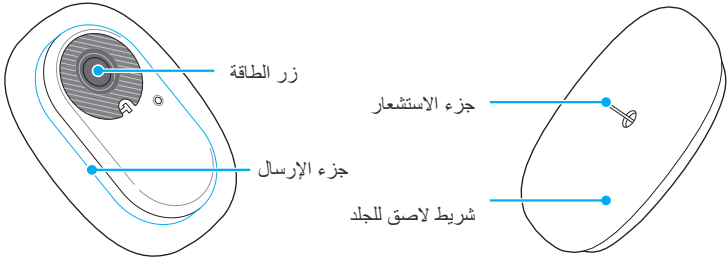 زر الطاقة
جزء الاستشعار
جزء الإرسال
شريط لاصق للجلد